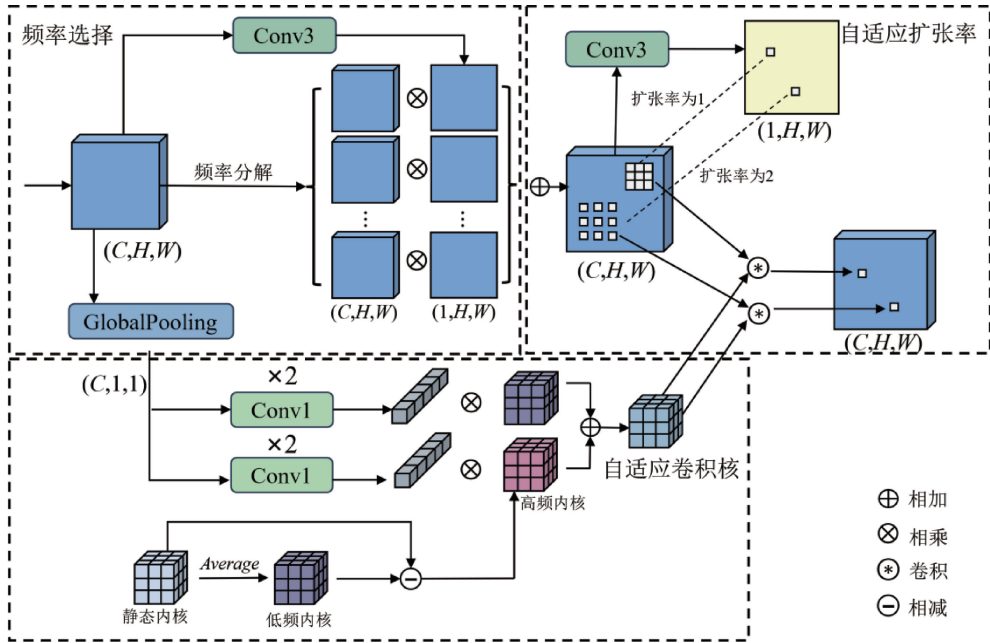 频率选择
Conv3
频率分解
(C,H,W)
GlobalPooling
⋮
⋮
(C,H,W)
(1,H,W)
自适应扩张率
Conv3
扩张率为1
(1,H,W)
扩张率为2
(C,H,W)
(C,H,W)
(C,1,1)
×2
Conv1
×2
Conv1
高频内核
自适应卷积核
Average
静态内核
低频内核
相加
相乘
卷积
相减